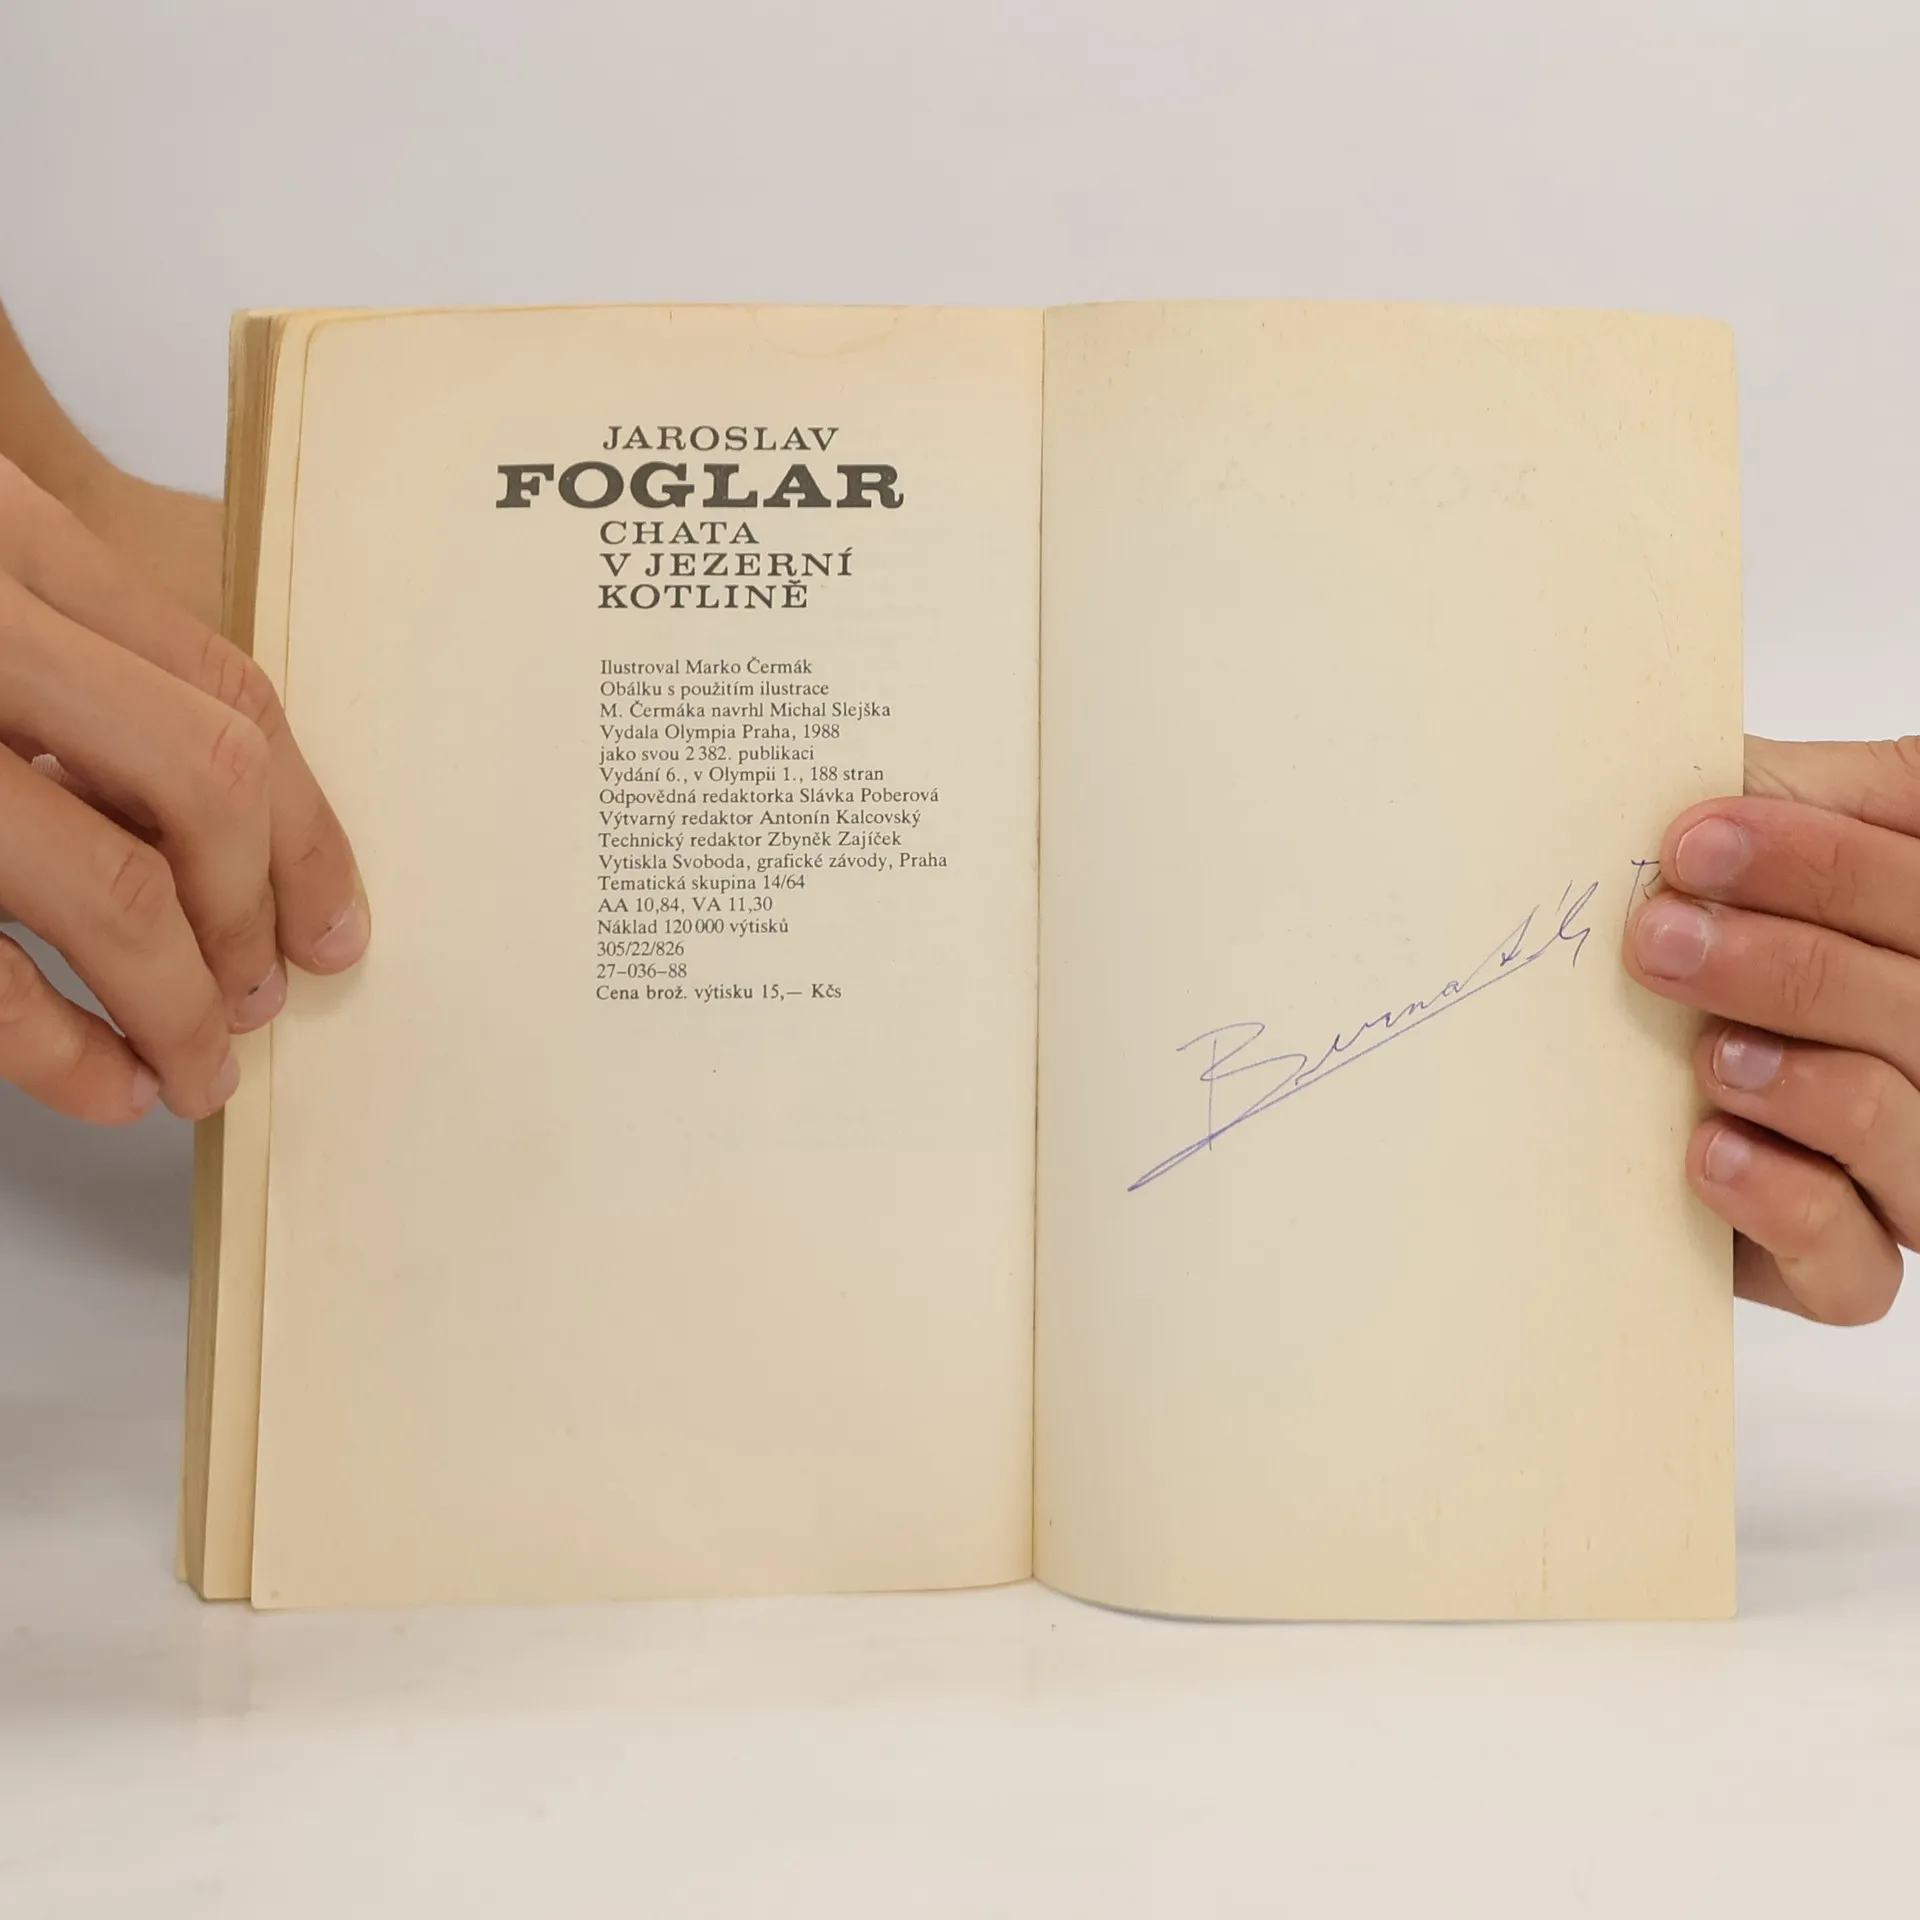 JAROSLAV
FOGLAR
CHATA
V JEZERNÍ
KOTLINĚ
Ilustroval Marko Čermák
Obálku s použitím ilustrace
M. Čermáka navrhl Michal Slejška
Vydala Olympia Praha, 1988
jako svou 2 382. publikaci
Vydání 6., v Olympii 1., 188 stran
Odpovědná redaktorka Slávka Poberová
Výtvarný redaktor Antonín Kalcovský
Technický redaktor Zbyněk Zajíček
Vytiskla Svoboda, grafické závody, Praha
Tematická skupina 14/64
AA 10,84, VA 11,30
Náklad 120 000 výtisků
305/22/826
27–036–88
Cena brož. výtisku 15,— Kčs